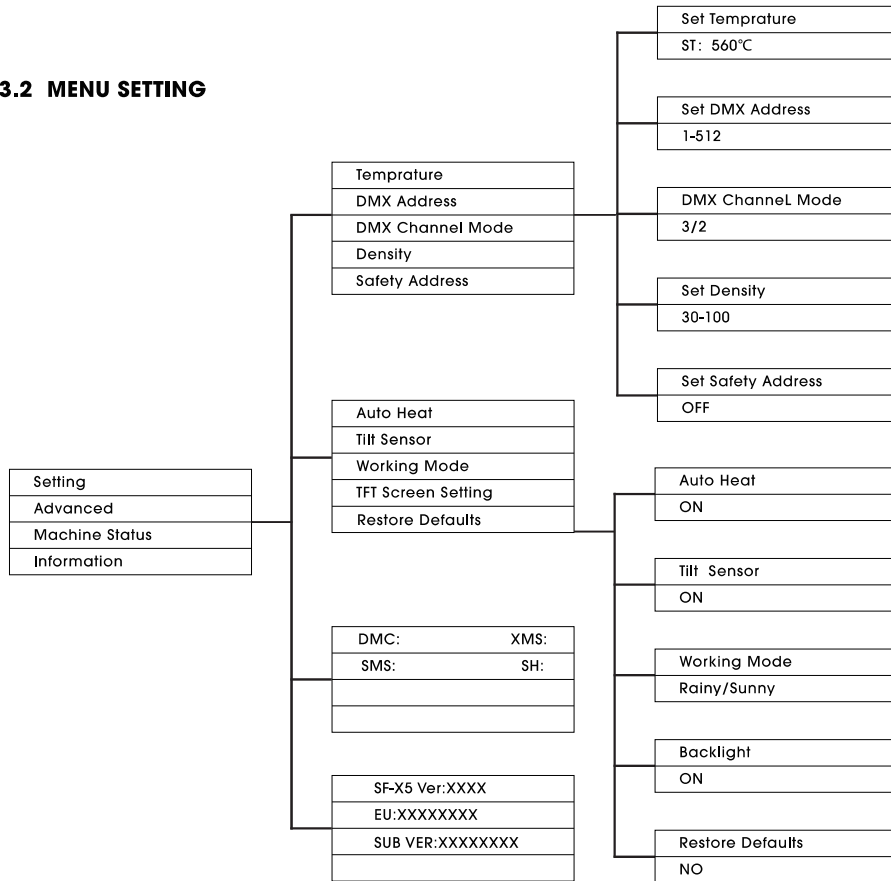 3.2 MENU SETTING
Setting
Advanced
Machine Status
Information
Temprature
DMX Address
DMX Channel Mode
Density
Safety Address
Auto Heat
Tilt Sensor
Working Mode
TFT Screen Setting
Restore Defaults
DMC: XMS:
SMS: SH:
SF-X5 Ver:XXXX
EU:XXXXXXXX
SUB VER:XXXXXXXX
Set Temprature
ST: 560℃
Set DMX Address
1-512
DMX ChanneL Mode
3/2
Set Density
30-100
Set Safety Address
OFF
Auto Heat
ON
Tilt Sensor
ON
Working Mode
Rainy/Sunny
Backlight
ON
Restore Defaults
NO